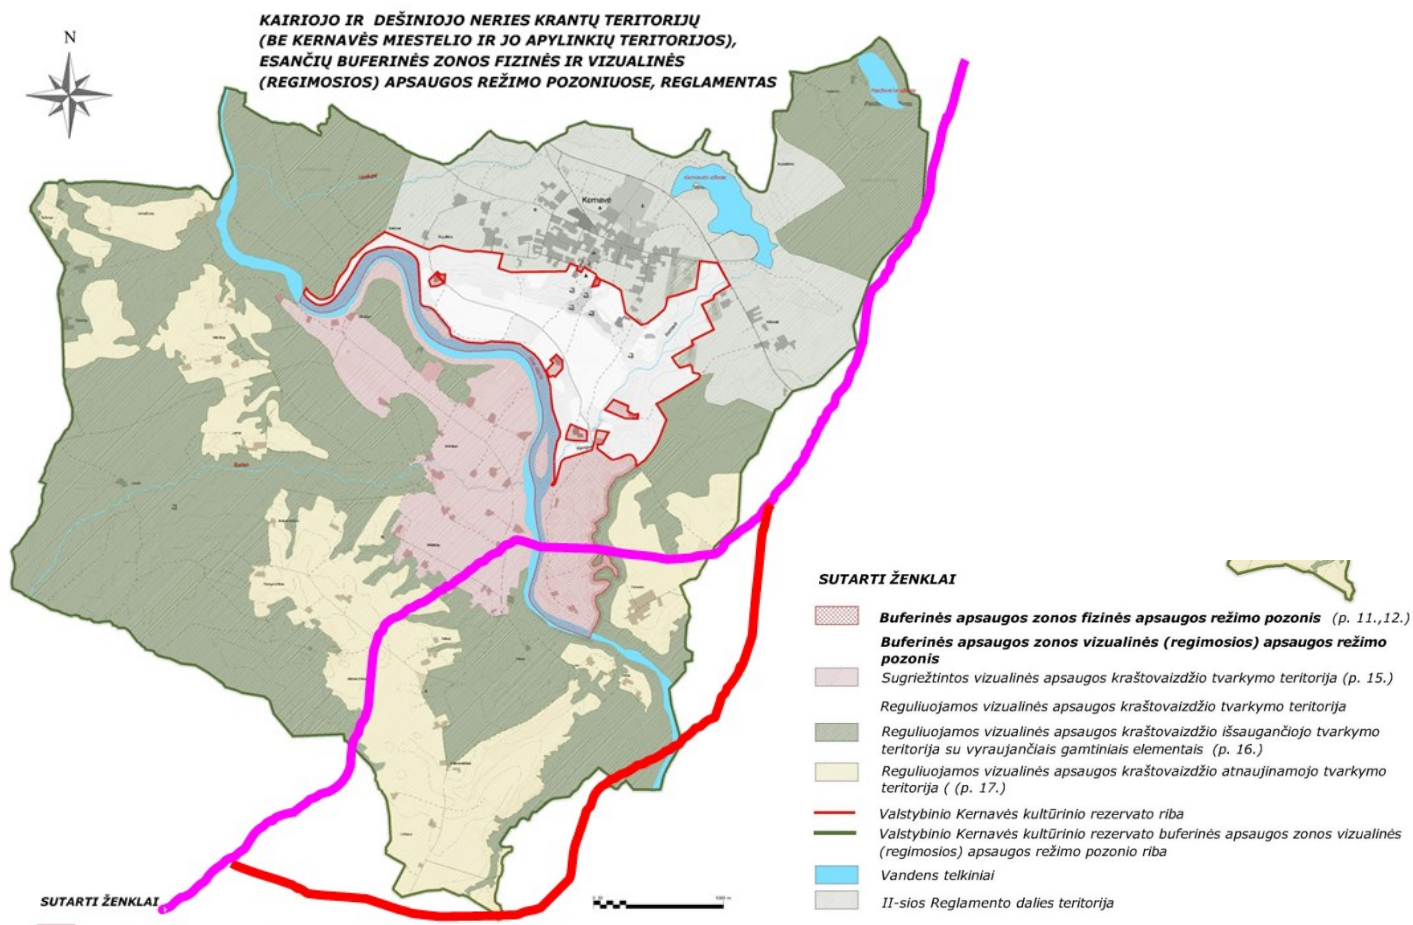 KAIRIOJO IR DEŠINIOJO NERIES KRANTŲ TERITORIJŲ
(BE KERNAVĖS MIESTELIO IR JO APYLINKIŲ TERITORIJOS),
ESANČIŲ BUFERINĖS ZONOS FIZINĖS IR VIZUALINĖS
(REGIMOSIOS) APSAUGOS REŽIMO POZONIUOSE, REGLAMENTAS
N
Kernavė
SUTARTI ŽENKLAI
Buferinės apsaugos zonos fizinės apsaugos režimo pozonis (p. 11.,12.)
Buferinės apsaugos zonos vizualinės (regimosios) apsaugos režimo
pozonis
Sugriežtintos vizualinės apsaugos kraštovaizdžio tvarkymo teritorija (p. 15.)
Reguliuojamos vizualinės apsaugos kraštovaizdžio tvarkymo teritorija
Reguliuojamos vizualinės apsaugos kraštovaizdžio išsaugančiojo tvarkymo
teritorija su vyraujančiais gamtiniais elementais (p. 16.)
Reguliuojamos vizualinės apsaugos kraštovaizdžio atnaujinamojo tvarkymo
teritorija ( (p. 17.)
Valstybinio Kernavės kultūrinio rezervato riba
Valstybinio Kernavės kultūrinio rezervato buferinės apsaugos zonos vizualinės
(regimosios) apsaugos režimo pozonio riba
Vandens telkiniai
II-sios Reglamento dalies teritorija
SUTARTI ŽENKLAI